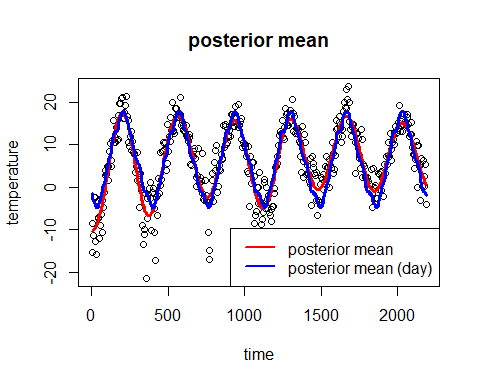 posterior mean
temperature
20
10
0
-10
-20
posterior mean
posterior mean (day)
0
500
1000
1500
2000
time